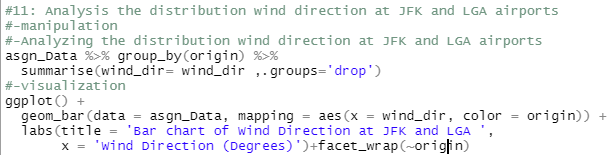 #11: Analysis the distribution wind direction at JFK and LGA airports
#-manipulation
#-Analyzing the distribution wind direction at JFK and LGA airports
asgn_Data %>% group_by(origin) %>%
  summarise(wind_dir= wind_dir ,.groups='drop')
#-visualization
ggplot() +
  geom_bar(data = asgn_Data, mapping = aes(x = wind_dir, color = origin)) +
  labs(title = 'Bar chart of Wind Direction at JFK and LGA ',
       x = 'Wind Direction (Degrees)')+facet_wrap(~origin)